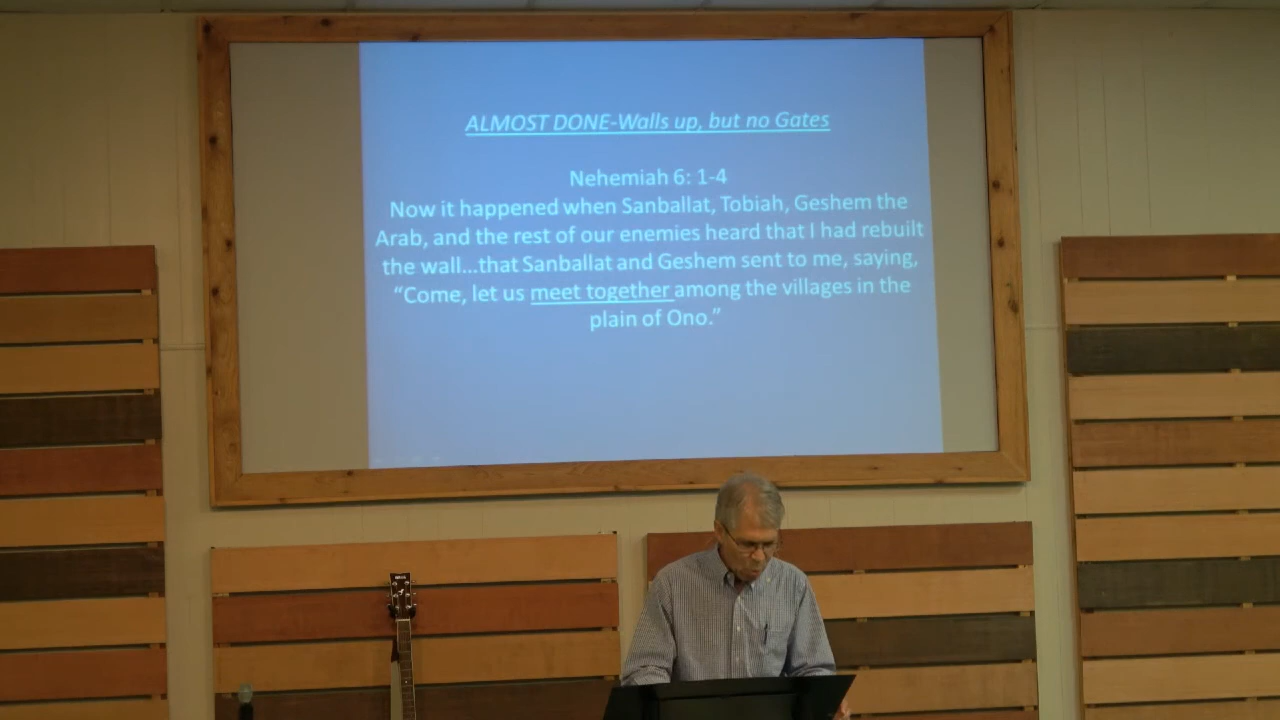 ALMOST DONE-Walls up, but no Gates
Nehemiah 6: 1-4
Now it happened when Sanballat, Tobiah, Geshem the
Arab, and the rest of our enemies heard that I had rebuilt
the wall...that Sanballat and Geshem sent to me, saying,
“Come, let us meet together among the villages in the
plain of Ono.”